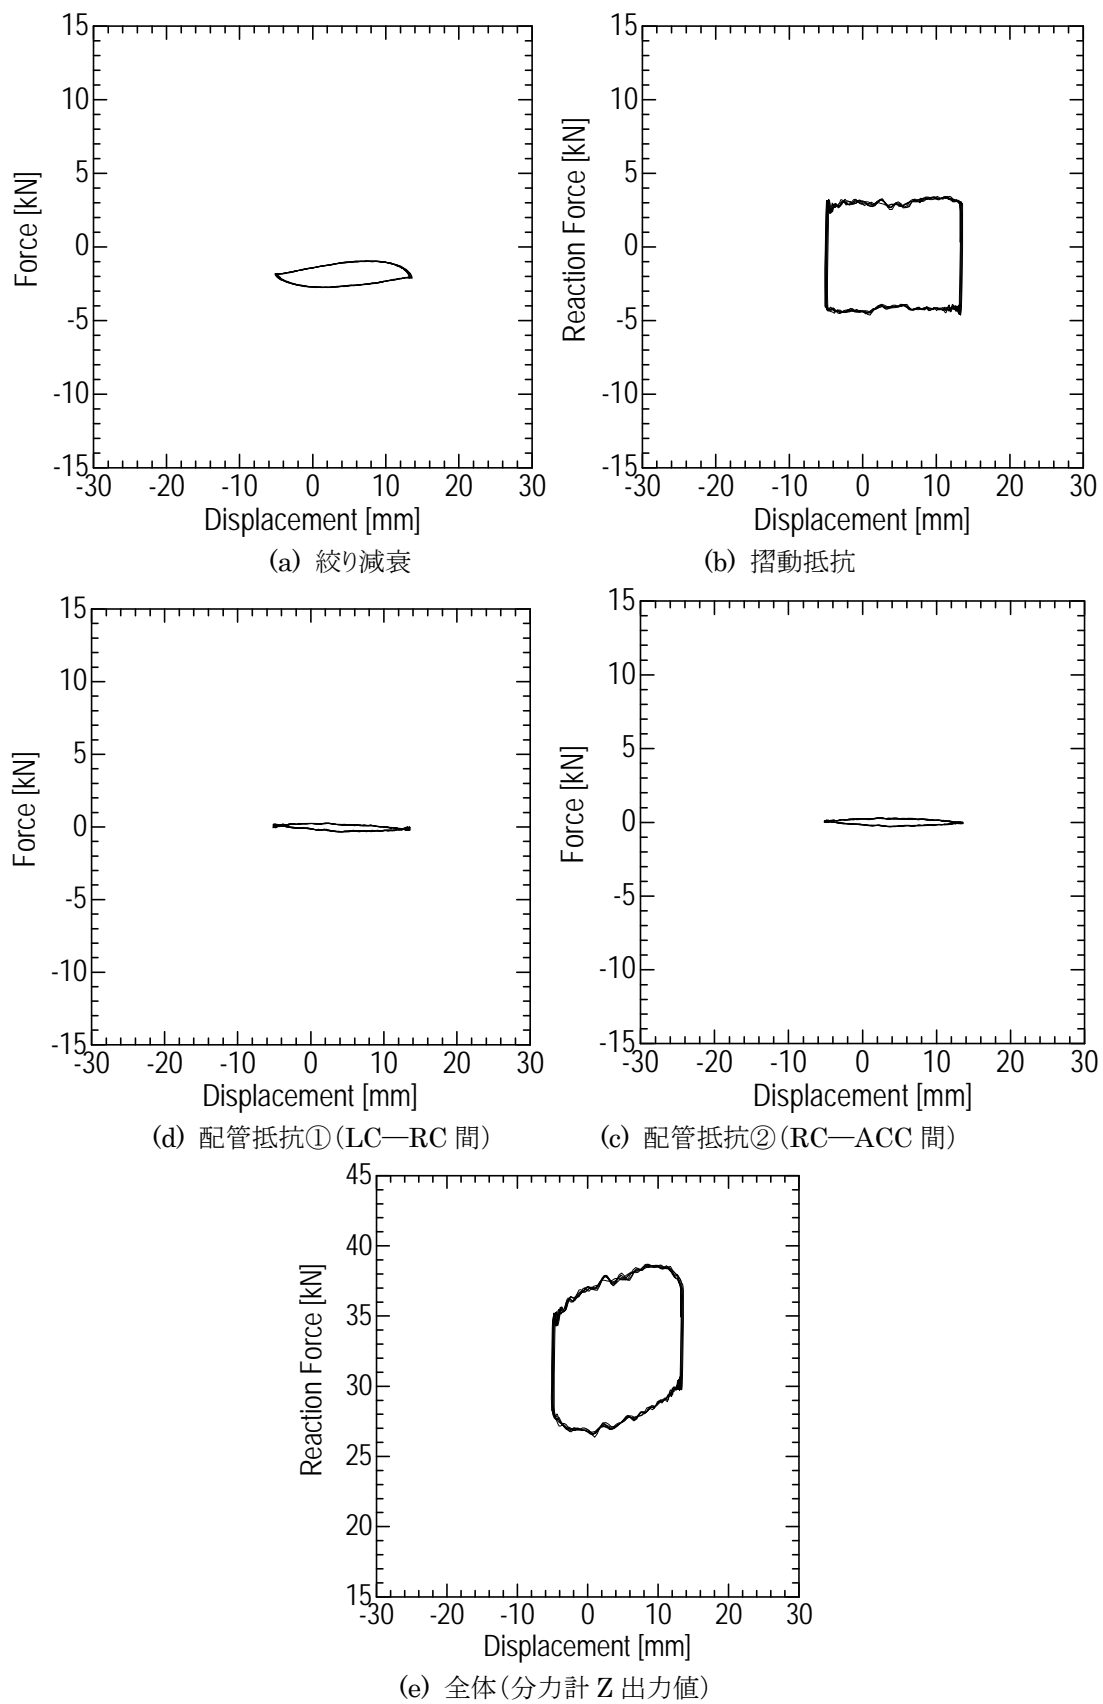 15
10
5
0
-5
-10
-15
Force [kN]
-30 -20 -10 0 10 20 30
Displacement [mm]
(a) 絞り減衰
15
10
5
0
-5
-10
-15
Reaction Force [kN]
-30 -20 -10 0 10 20 30
Displacement [mm]
(b) 摺動抵抗
15
10
5
0
-5
-10
-15
Force [kN]
-30 -20 -10 0 10 20 30
Displacement [mm]
(d) 配管抵抗①(LC―RC 間)
15
10
5
0
-5
-10
-15
Force [kN]
-30 -20 -10 0 10 20 30
Displacement [mm]
(c) 配管抵抗②(RC―ACC 間)
45
40
35
30
25
20
15
Reaction Force [kN]
-30 -20 -10 0 10 20 30
Displacement [mm]
(e) 全体(分力計 Z 出力値)